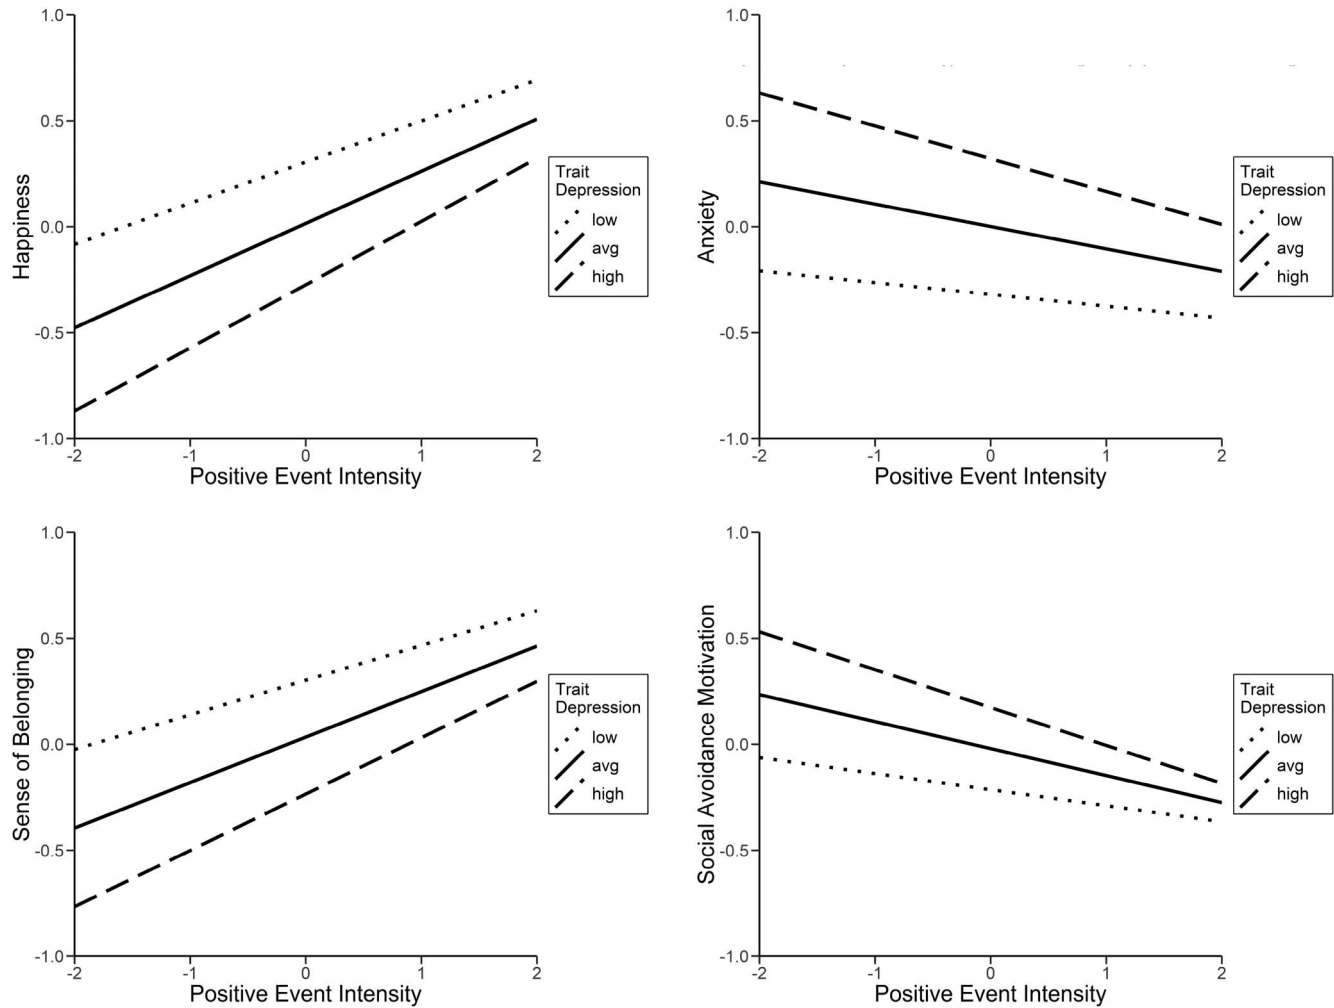 1.0
0.5
0.0
-0.5
-1.0
Happiness
-2
-1
0
1
2
Positive Event Intensity
Trait
Depression
low
avg
high
1.0
0.5
0.0
-0.5
-1.0
Anxiety
-2
-1
0
1
2
Positive Event Intensity
Trait
Depression
low
avg
high
1.0
0.5
0.0
-0.5
-1.0
Sense of Belonging
-2
-1
0
1
2
Positive Event Intensity
Trait
Depression
low
avg
high
1.0
0.5
0.0
-0.5
-1.0
Social Avoidance Motivation
-2
-1
0
1
2
Positive Event Intensity
Trait
Depression
low
avg
high